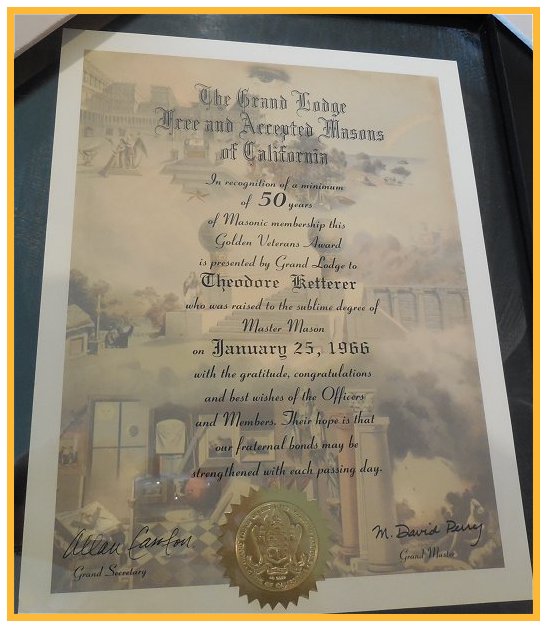 The Grand Lodge
Free and Accepted Masons
of California
In recognition of a minimum
of 50 years
of Masonic membership this
Golden Veterans Award
is presented by Grand Lodge to
Theodore Ketterer
who was raised to the sublime degree of
Master Mason
on January 25, 1966
with the gratitude, congratulations
and best wishes of the Officers
and Members. Their hope is that
our fraternal bonds may be
strengthened with each passing day.
Allan Casalou
M. David Perry
Grand Secretary
Grand Master